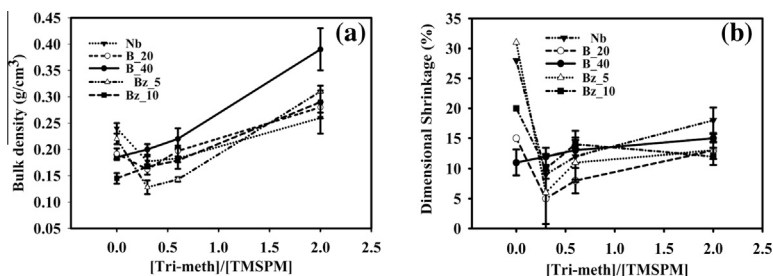 (a)
Bulk density (g/cm³)
0.45
0.40
0.35
0.30
0.25
0.20
0.15
0.10
0.05
Nb
B_20
B_40
Bz_5
Bz_10
0.0 0.5 1.0 1.5 2.0 2.5
[Tri-meth]/[TMSPM]
(b)
Dimensional Shrinkage (%)
35
30
25
20
15
10
5
0
Nb
B_20
B_40
Bz_5
Bz_10
0.0 0.5 1.0 1.5 2.0 2.5
[Tri-meth]/[TMSPM]